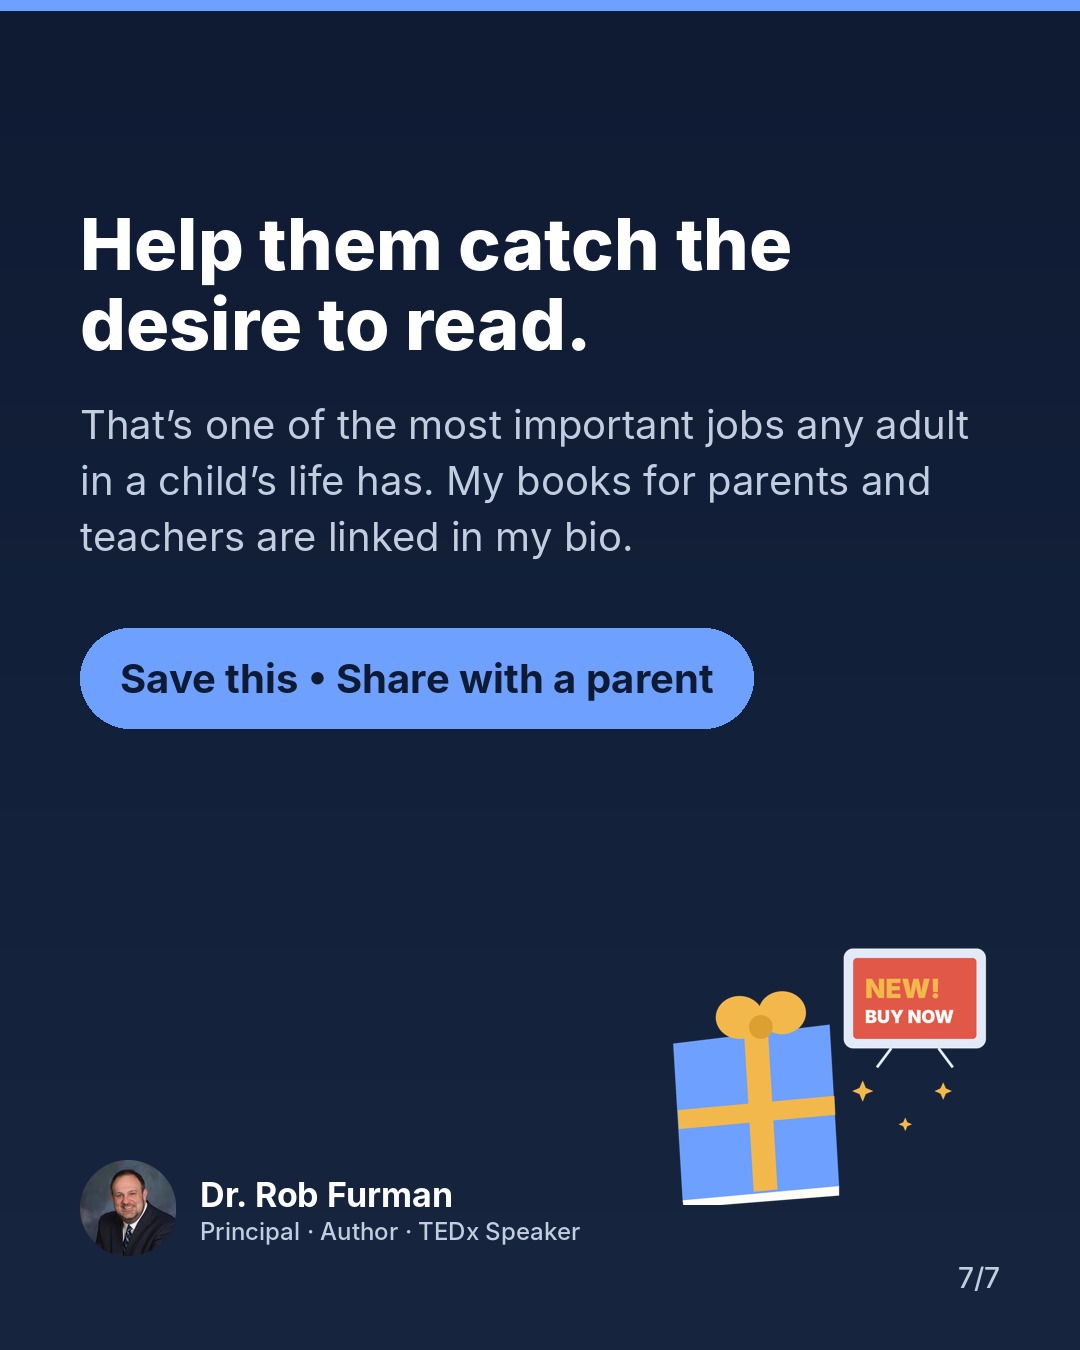 Help them catch the
desire to read.
That’s one of the most important jobs any adult
in a child’s life has. My books for parents and
teachers are linked in my bio.
Save this • Share with a parent
NEW!
BUY NOW
Dr. Rob Furman
Principal · Author · TEDx Speaker
7/7